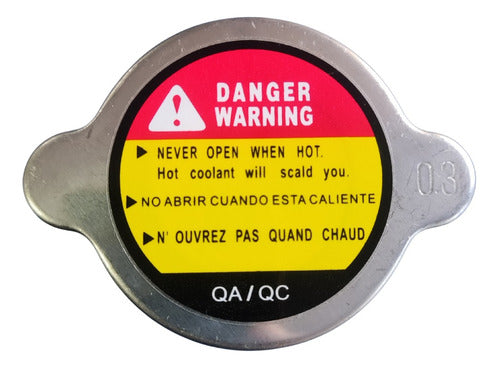 DANGER
WARNING
▶ NEVER OPEN WHEN HOT.
Hot coolant will scald you.
▶ NO ABRIR CUANDO ESTA CALIENTE
▶ N' OUVREZ PAS QUAND CHAUD
0.3
QA / QC